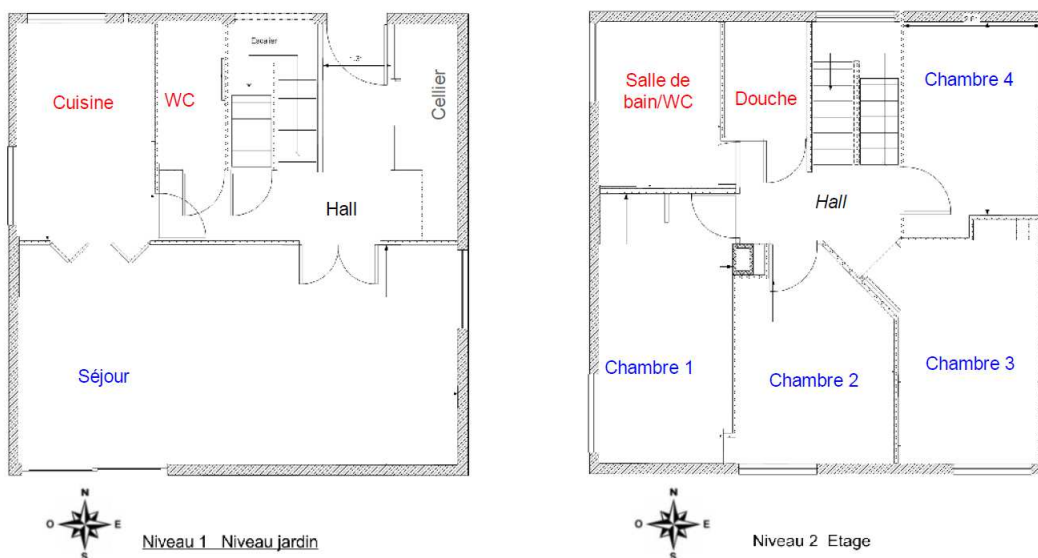 Escalier
Cuisine
WC
Cellier
Hall
Séjour
N
O
E
S
Niveau 1 Niveau jardin
Salle de
bain/WC
Douche
Chambre 4
Hall
Chambre 1
Chambre 2
Chambre 3
N
O
E
S
Niveau 2 Etage